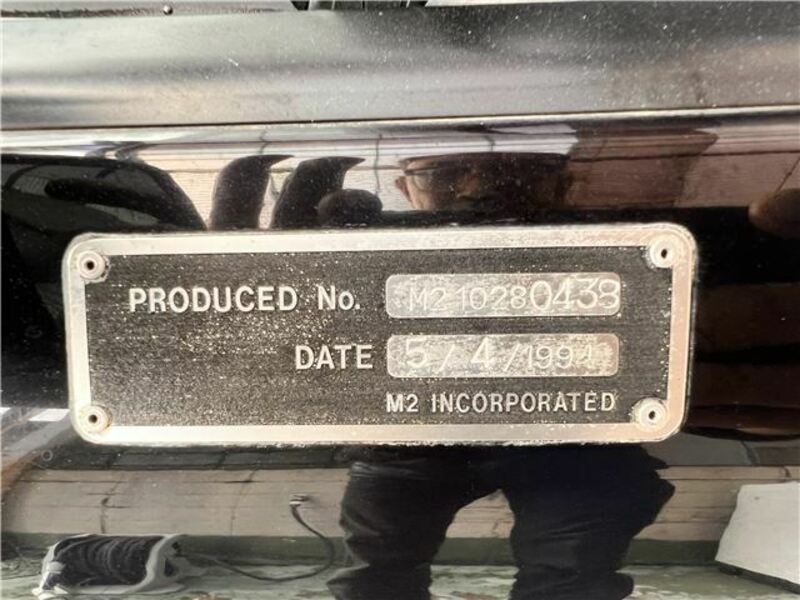 PRODUCED No. M210280438
DATE 5/4/1994
M2 INCORPORATED